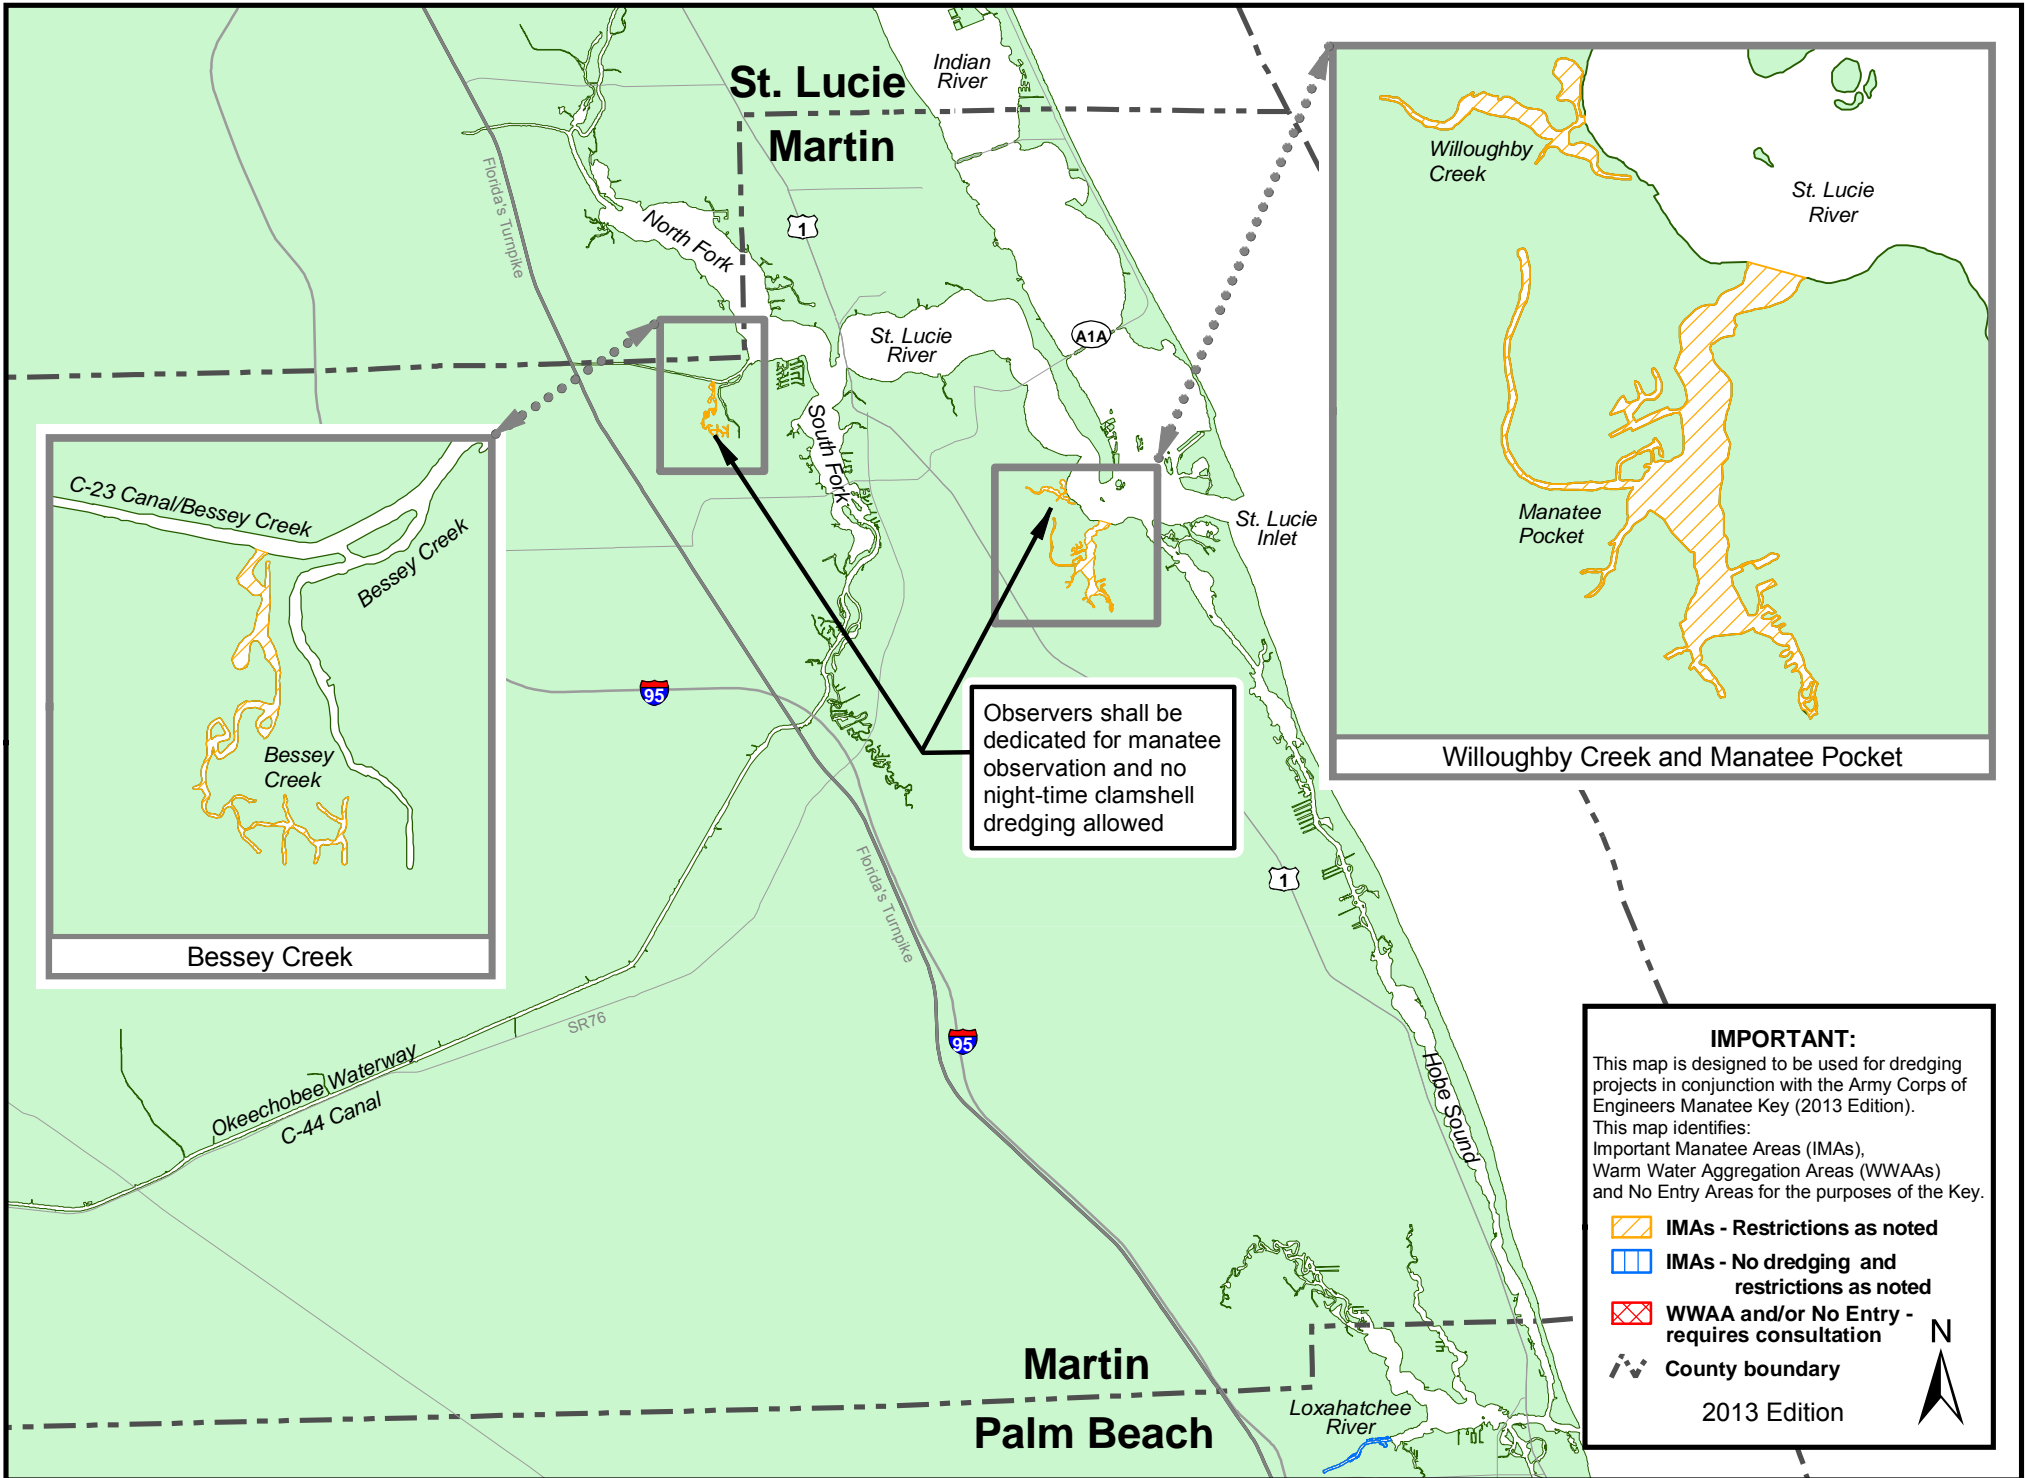 St. Lucie
Martin
Indian
River
Florida's Turnpike
North Fork
1
St. Lucie
River
A1A
South Fork
St. Lucie
Inlet
Willoughby
Creek
St. Lucie
River
Manatee
Pocket
Willoughby Creek and Manatee Pocket
C-23 Canal/Bessey Creek
Bessey Creek
Bessey
Creek
Bessey Creek
95
Observers shall be
dedicated for manatee
observation and no
night-time clamshell
dredging allowed
Florida's Turnpike
1
SR76
95
Okeechobee Waterway
C-44 Canal
Hobe Sound
Martin
Palm Beach
Loxahatchee
River
IMPORTANT:
This map is designed to be used for dredging
projects in conjunction with the Army Corps of
Engineers Manatee Key (2013 Edition).
This map identifies:
Important Manatee Areas (IMAs),
Warm Water Aggregation Areas (WWAAs)
and No Entry Areas for the purposes of the Key.
IMAs - Restrictions as noted
IMAs - No dredging and
restrictions as noted
WWAA and/or No Entry -
requires consultation
County boundary
N
2013 Edition